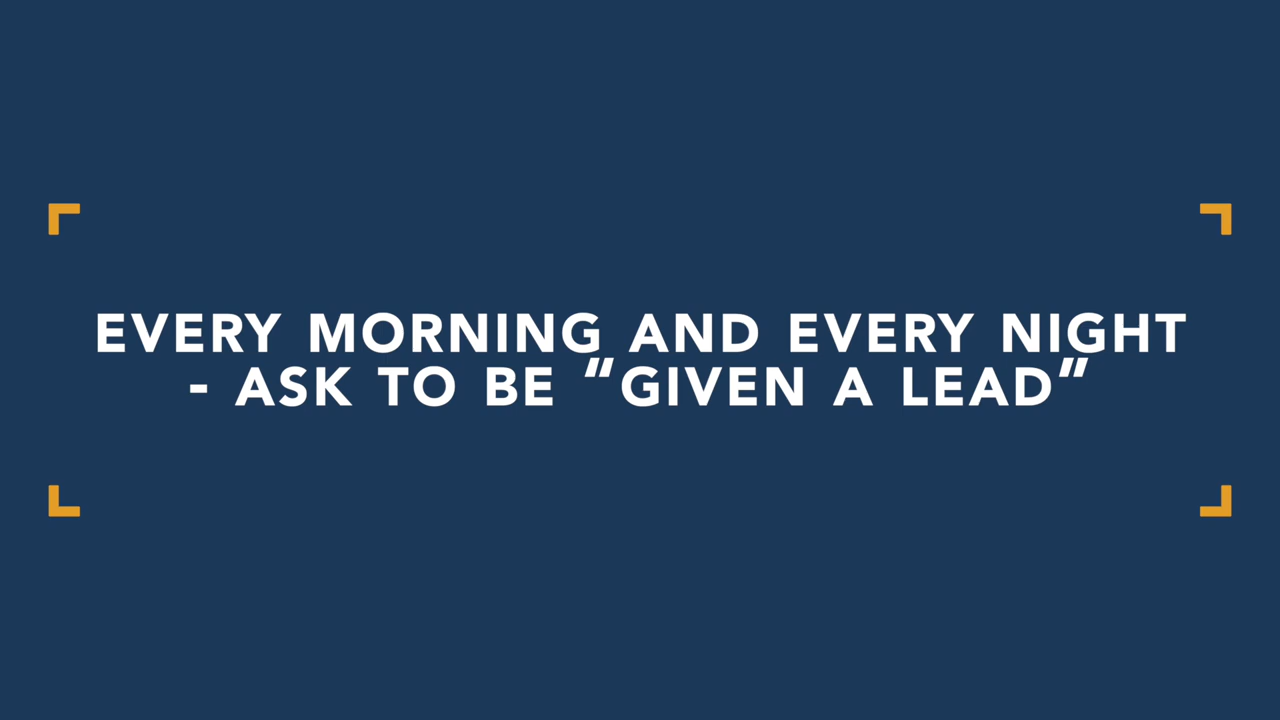 EVERY MORNING AND EVERY NIGHT
- ASK TO BE “GIVEN A LEAD”